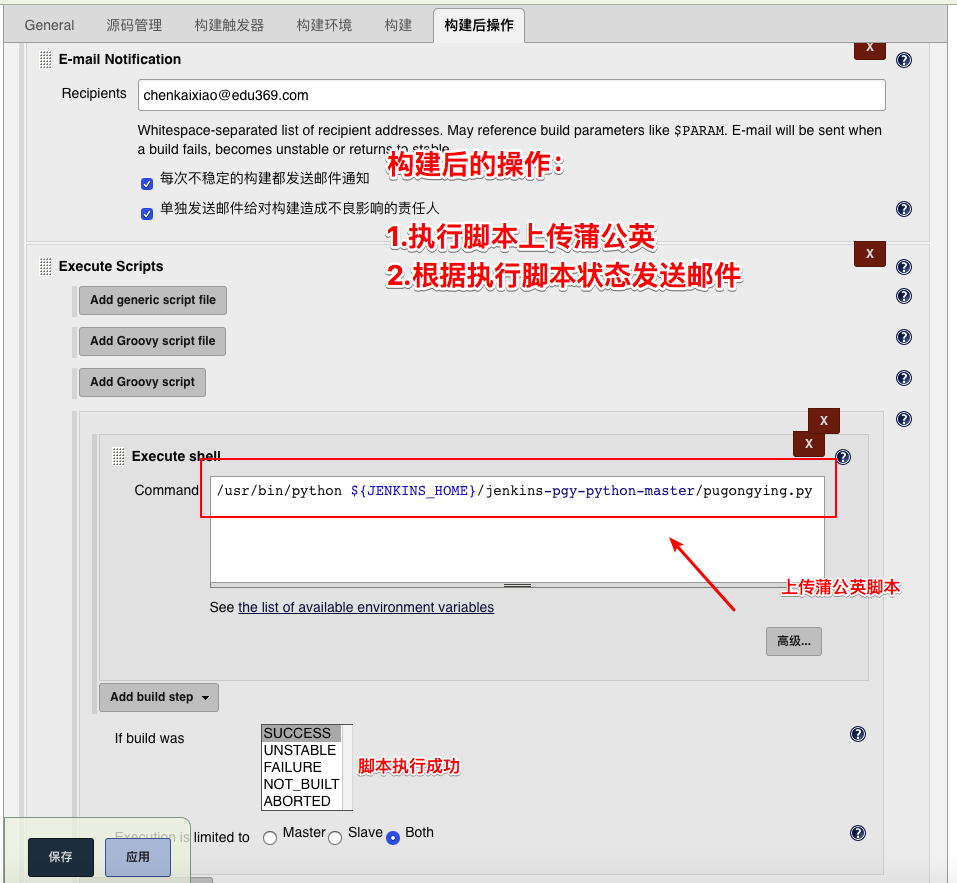 General 源码管理 构建触发器 构建环境 构建 构建后操作
X
E-mail Notification
Recipients chenkaixiao@edu369.com
Whitespace-separated list of recipient addresses. May reference build parameters like $PARAM. E-mail will be sent when
a build fails, becomes unstable or returns to stable.
构建后的操作:
每次不稳定的构建都发送邮件通知
单独发送邮件给对构建造成不良影响的责任人
1.执行脚本上传蒲公英
X
Execute Scripts
2.根据执行脚本状态发送邮件
Add generic script file
Add Groovy script file
Add Groovy script
X
X
Execute shell
Command /usr/bin/python ${JENKINS_HOME}/jenkins-pgy-python-master/pugongying.py
上传蒲公英脚本
See the list of available environment variables
高级...
Add build step
If build was
SUCCESS
UNSTABLE
FAILURE
NOT_BUILT
ABORTED
脚本执行成功
Execution is limited to Master Slave Both
保存 应用